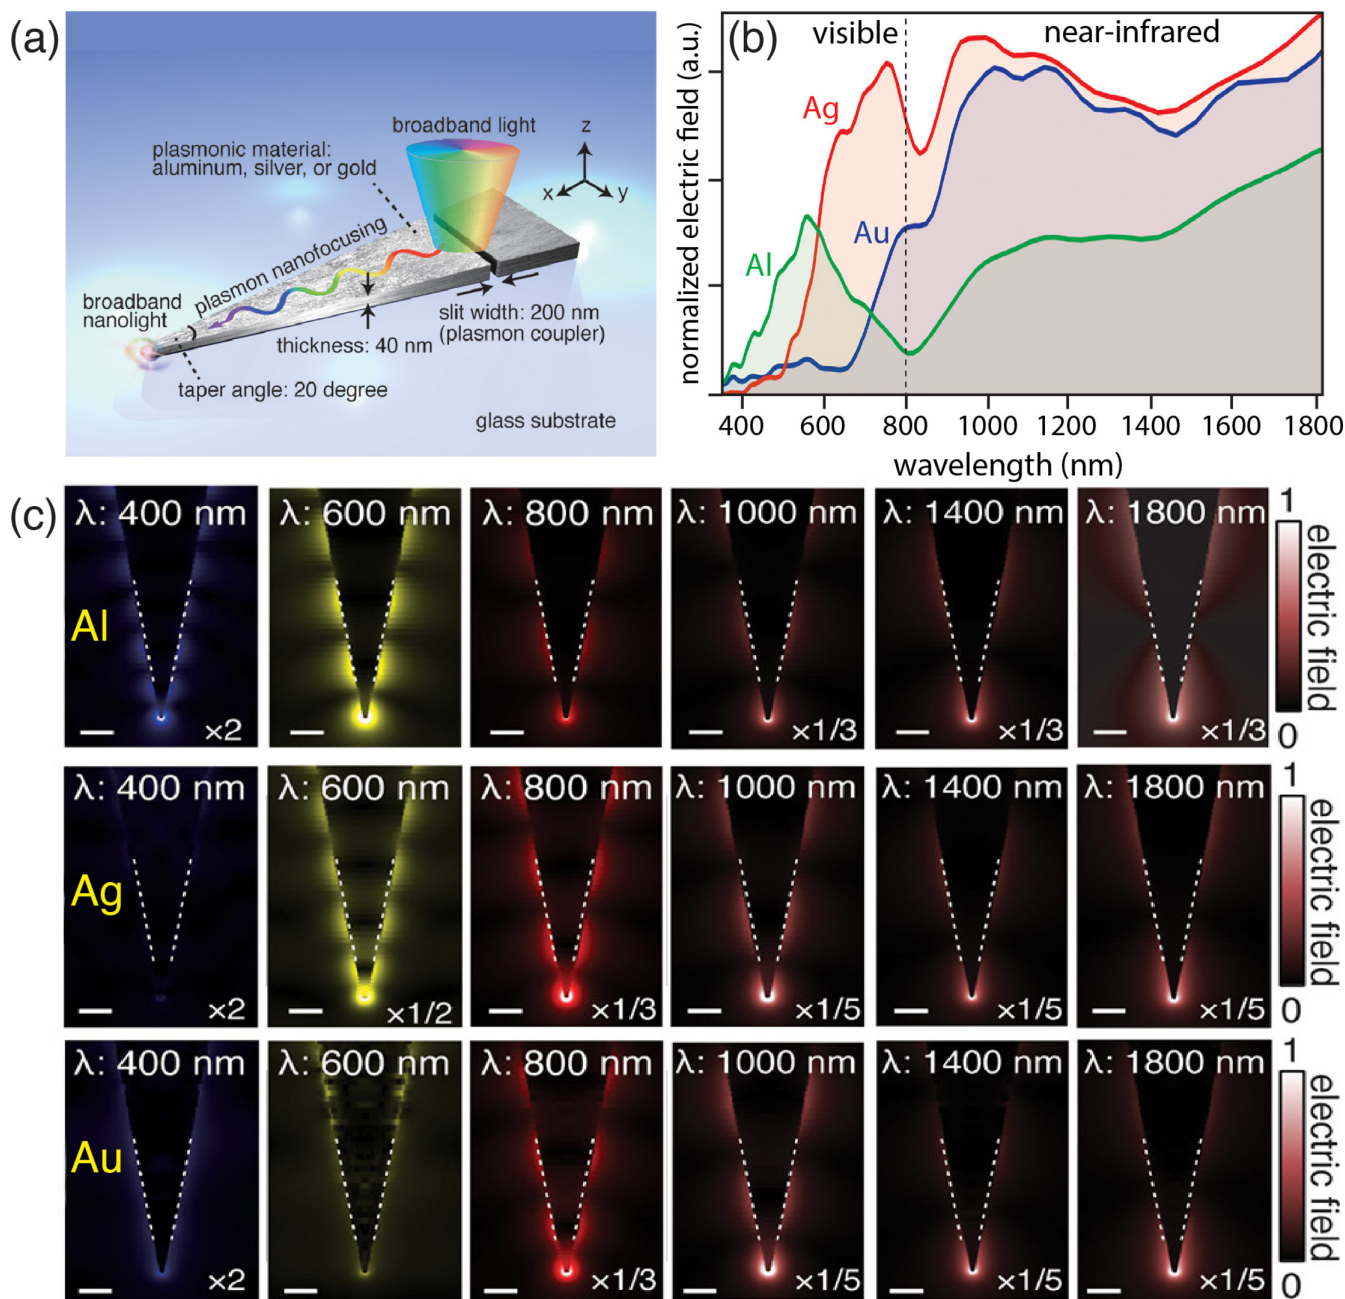 (a)
broadband light
plasmonic material:
aluminum, silver, or gold
z
x
y
plasmon nanofocusing
broadband
nanolight
slit width: 200 nm
(plasmon coupler)
thickness: 40 nm
taper angle: 20 degree
glass substrate
(b)
visible
near-infrared
Ag
Au
Al
normalized electric field (a.u.)
400
600
800
1000
1200
1400
1600
1800
wavelength (nm)
(c)
λ: 400 nm
λ: 600 nm
λ: 800 nm
λ: 1000 nm
λ: 1400 nm
λ: 1800 nm
1
electric field
0
Al
×2
×1/3
×1/3
λ: 400 nm
λ: 600 nm
λ: 800 nm
λ: 1000 nm
λ: 1400 nm
λ: 1800 nm
1
electric field
0
Ag
×2
×1/2
×1/3
×1/5
×1/5
×1/5
λ: 400 nm
λ: 600 nm
λ: 800 nm
λ: 1000 nm
λ: 1400 nm
λ: 1800 nm
1
electric field
0
Au
×2
×1/3
×1/5
×1/5
×1/5